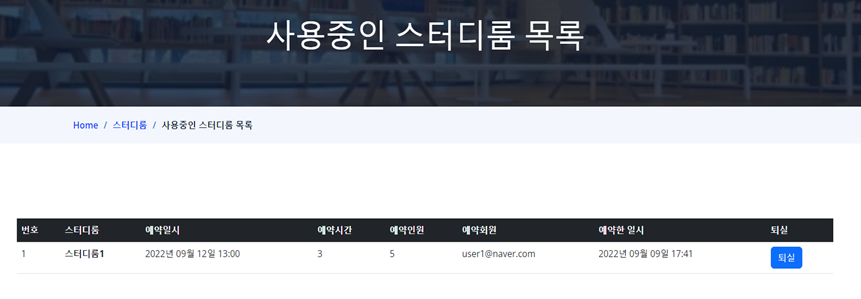 사용중인 스터디룸 목록
Home / 스터디룸 / 사용중인 스터디룸 목록
번호 스터디룸 예약일시 예약시간 예약인원 예약회원 예약한 일시 퇴실
1 스터디룸1 2022년 09월 12일 13:00 3 5 user1@naver.com 2022년 09월 09일 17:41 퇴실